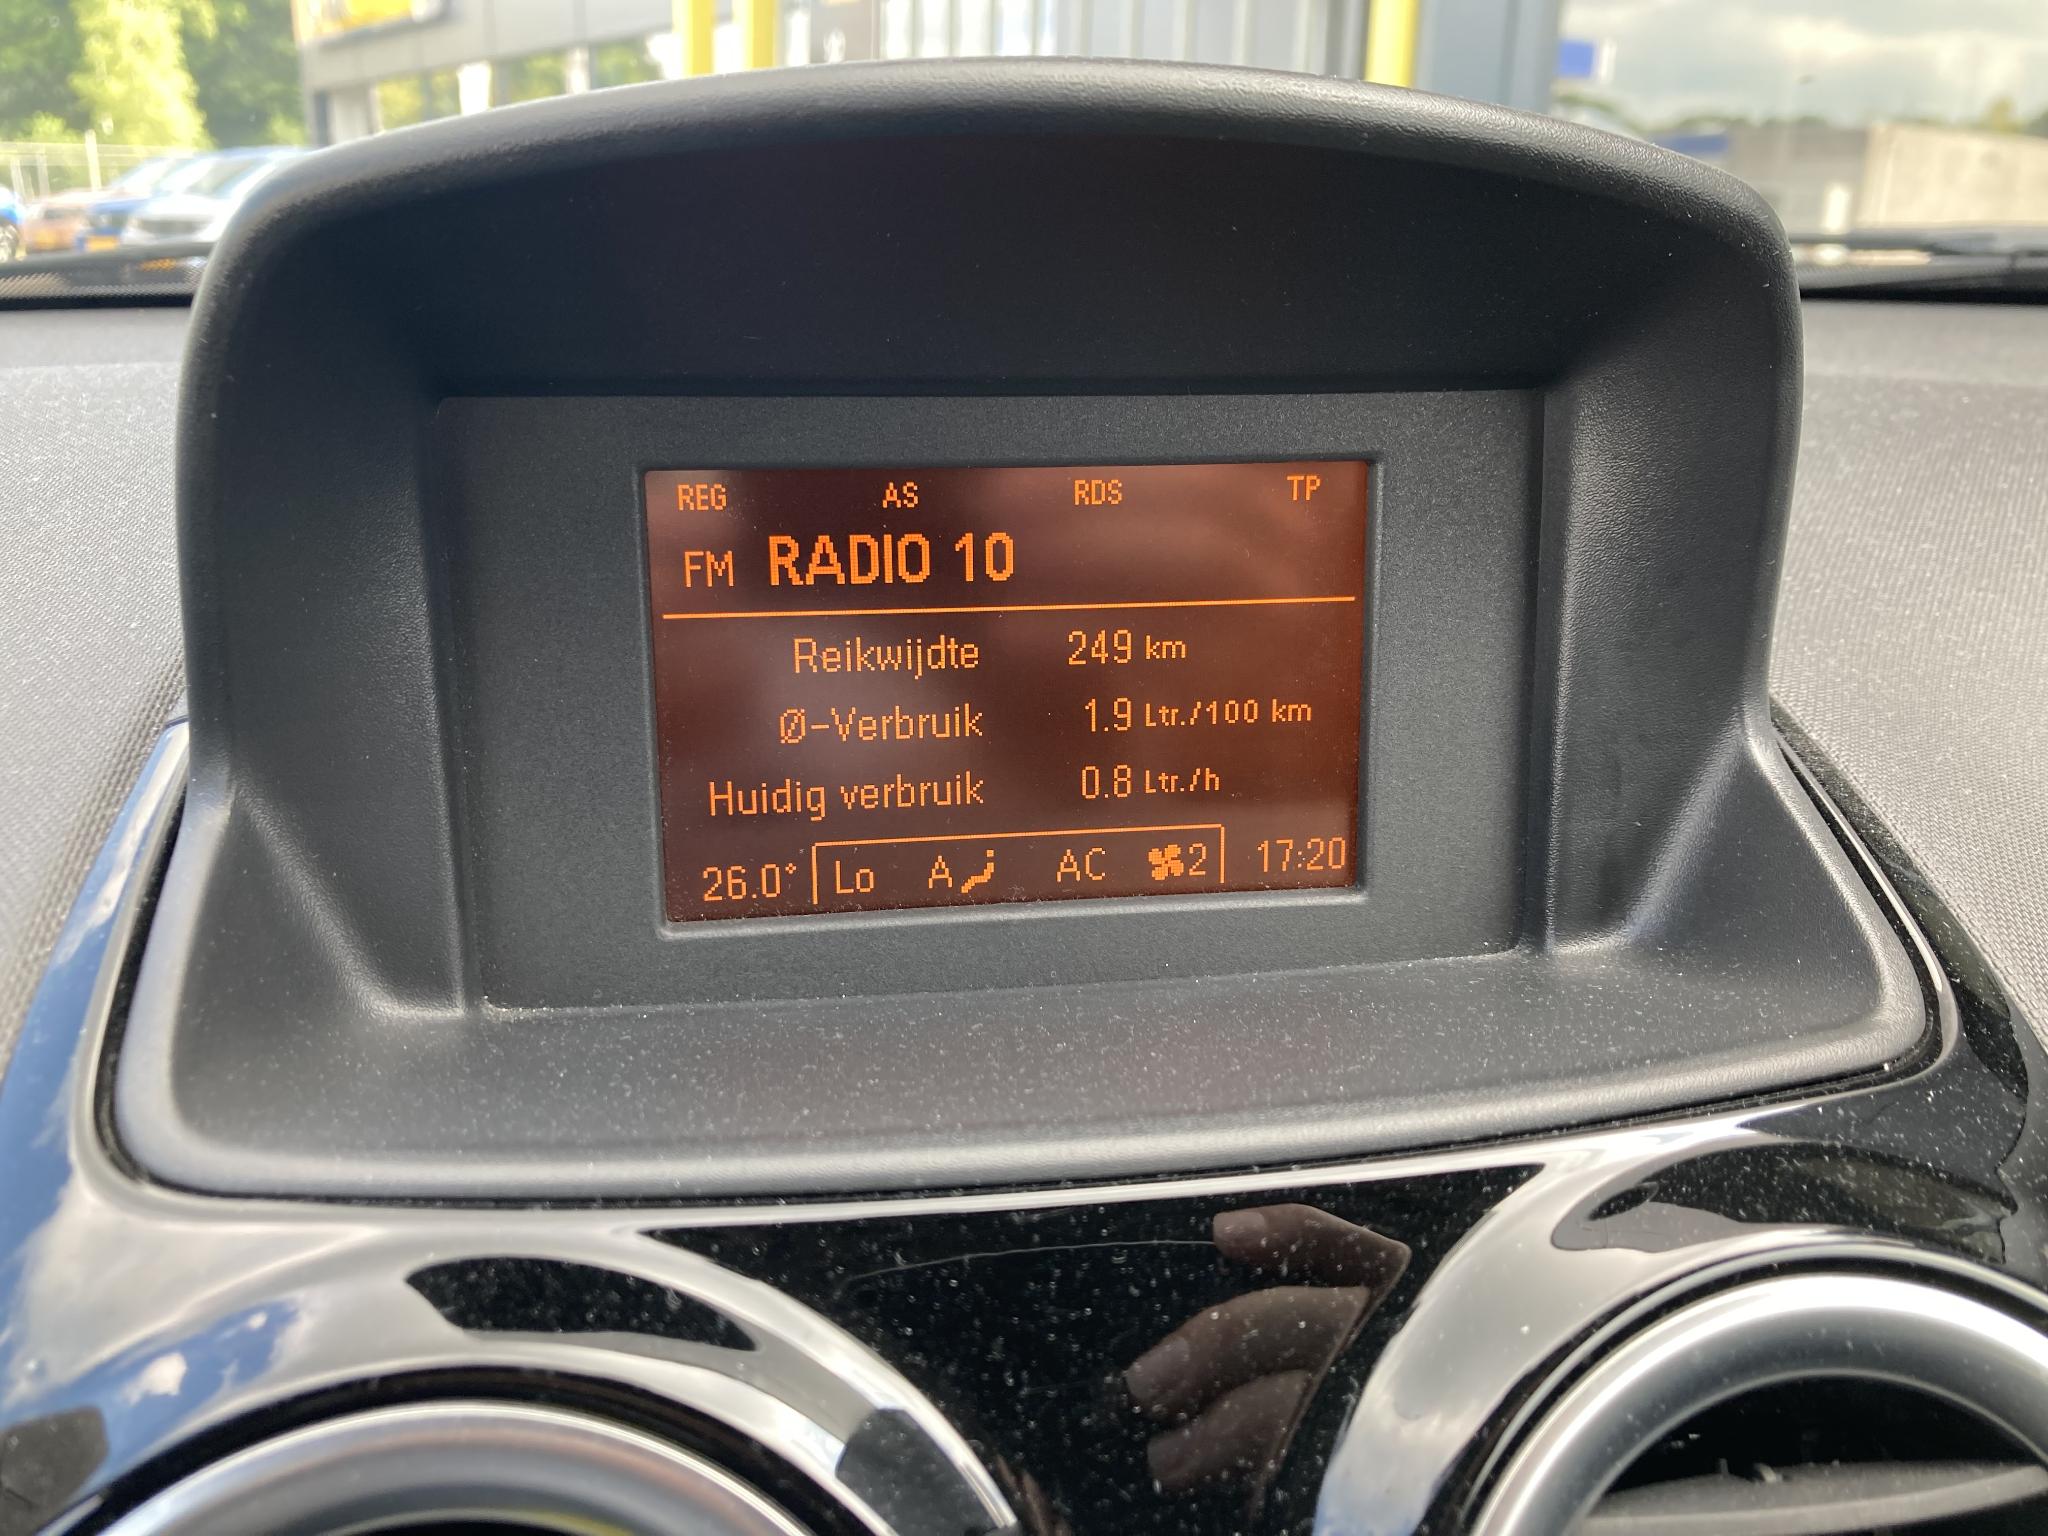 REG AS RDS TP
FM RADIO 10
Reikwijdte 249 km
Ø-Verbruik 1.9 Ltr./100 km
Huidig verbruik 0.8 Ltr./h
26.0° Lo A AC 2 17:20